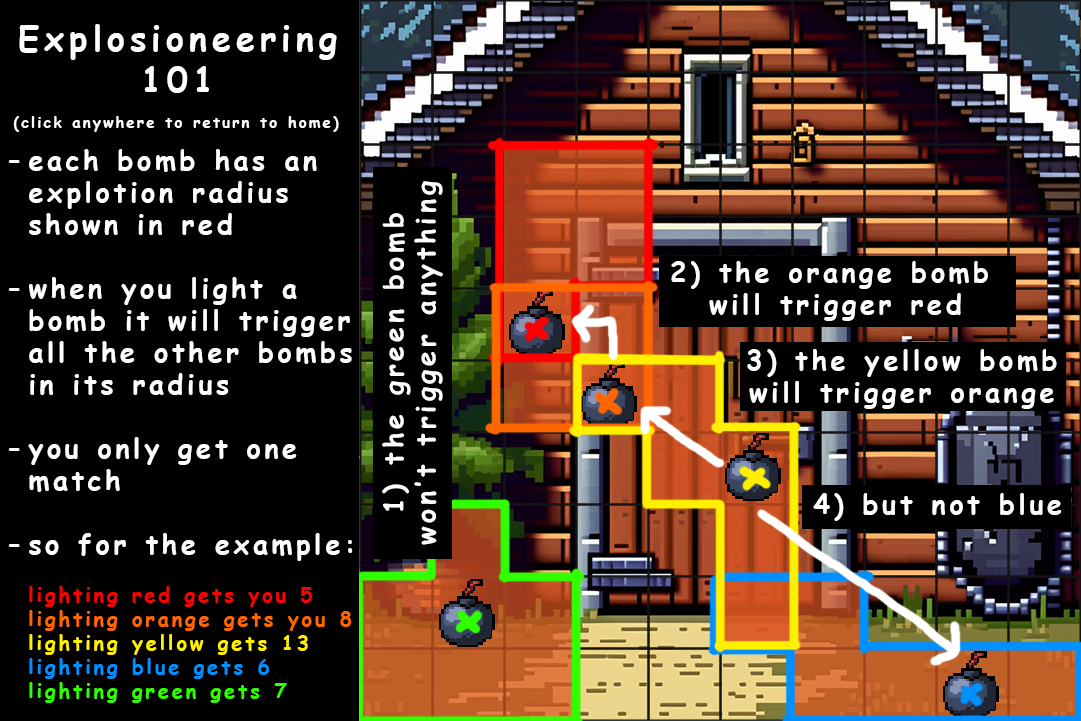 Explosioneering
101
(click anywhere to return to home)
- each bomb has an
explotion radius
shown in red
- when you light a
bomb it will trigger
all the other bombs
in its radius
- you only get one
match
- so for the example:
lighting red gets you 5
lighting orange gets you 8
lighting yellow gets 13
lighting blue gets 6
lighting green gets 7
1) the green bomb
won't trigger anything
2) the orange bomb
will trigger red
3) the yellow bomb
will trigger orange
4) but not blue